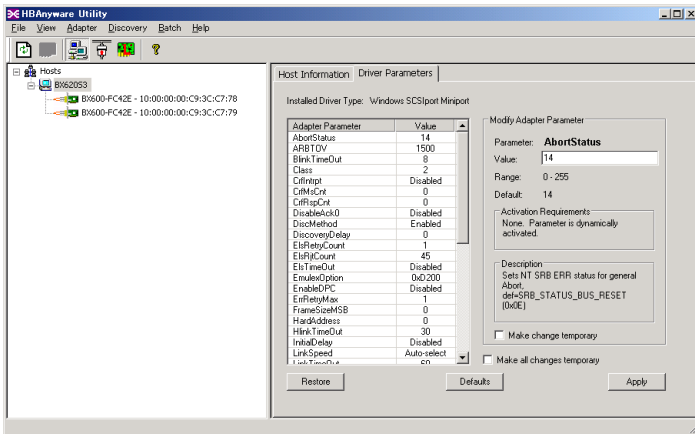 HBAnyware Utility
File View Adapter Discovery Batch Help
Hosts
BX620S3
BX600-FC42E - 10:00:00:00:C9:3C:C7:78
BX600-FC42E - 10:00:00:00:C9:3C:C7:79
Host Information Driver Parameters
Installed Driver Type: Windows SCSIport Miniport
Adapter Parameter Value
AbortStatus 14
ARBTOV 1500
BlinkTimeOut 8
Class 2
CrfIntrpt Disabled
CrfMsCnt 0
CrfRspCnt 0
DisableAck0 Disabled
DiscMethod Enabled
DiscoveryDelay 0
ElsRetryCount 1
ElsRjtCount 45
ElsTimeOut Disabled
EmulexOption 0xD200
EnableDPC Disabled
ErrRetryMax 1
FrameSizeMSB 0
HardAddress 0
HlinkTimeOut 30
InitialDelay Disabled
LinkSpeed Auto-select
LinkTimeOut 60
Modify Adapter Parameter
Parameter: AbortStatus
Value: 14
Range: 0 - 255
Default: 14
Activation Requirements
None. Parameter is dynamically
activated.
Description
Sets NT SRB ERR status for general
Abort,
def=SRB_STATUS_BUS_RESET
(0x0E)
Make change temporary
Make all changes temporary
Restore Defaults Apply